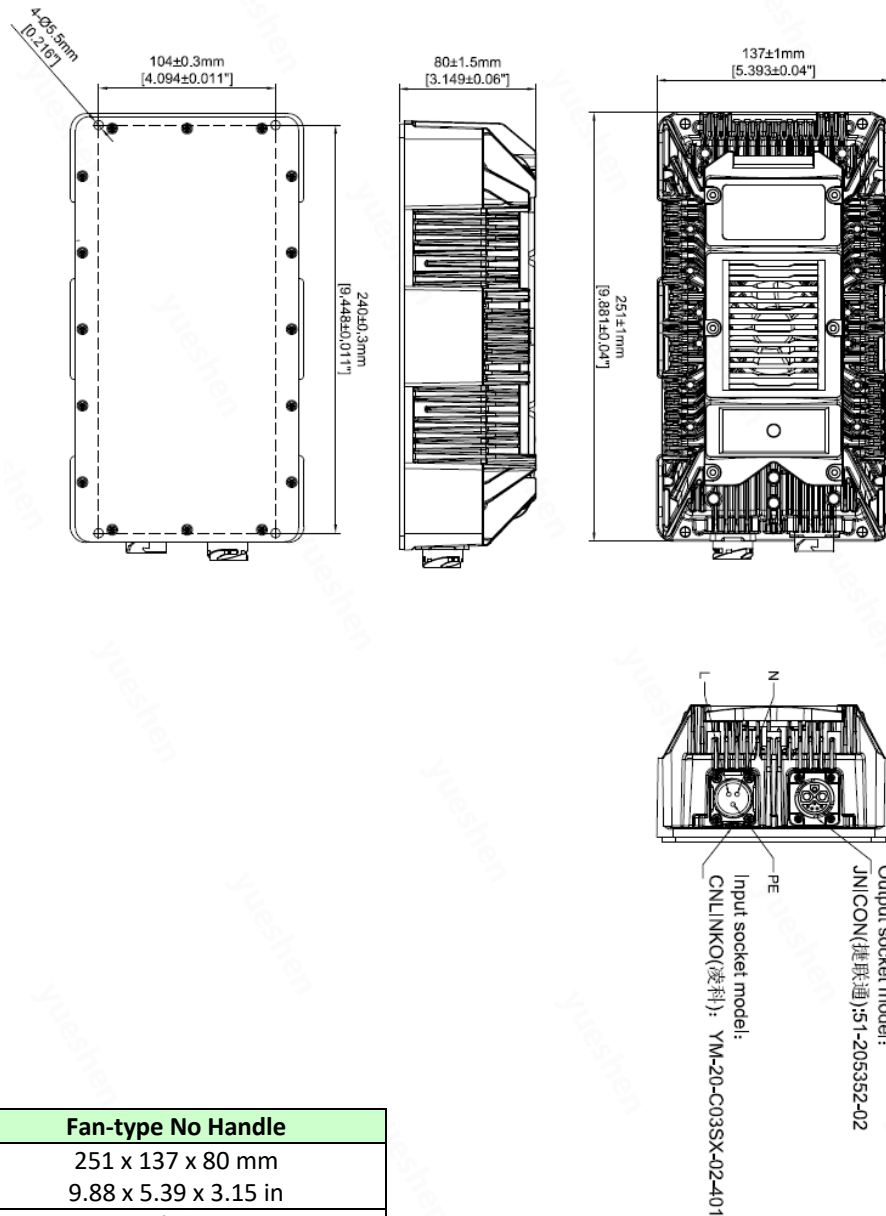 4-Ø5.5mm
[0.216"]
104±0.3mm
[4.094±0.011"]
80±1.5mm
[3.149±0.06"]
137±1mm
[5.393±0.04"]
240±0.3mm
[9.448±0.011"]
251±1mm
[9.881±0.04"]
L
N
PE
Output socket model:
JNICON(捷联通):51-205352-02
Input socket model:
CNLINKO(凌科): YM-20-C03SX-02-401
Fan-type No Handle
251 x 137 x 80 mm
9.88 x 5.39 x 3.15 in
yueshen